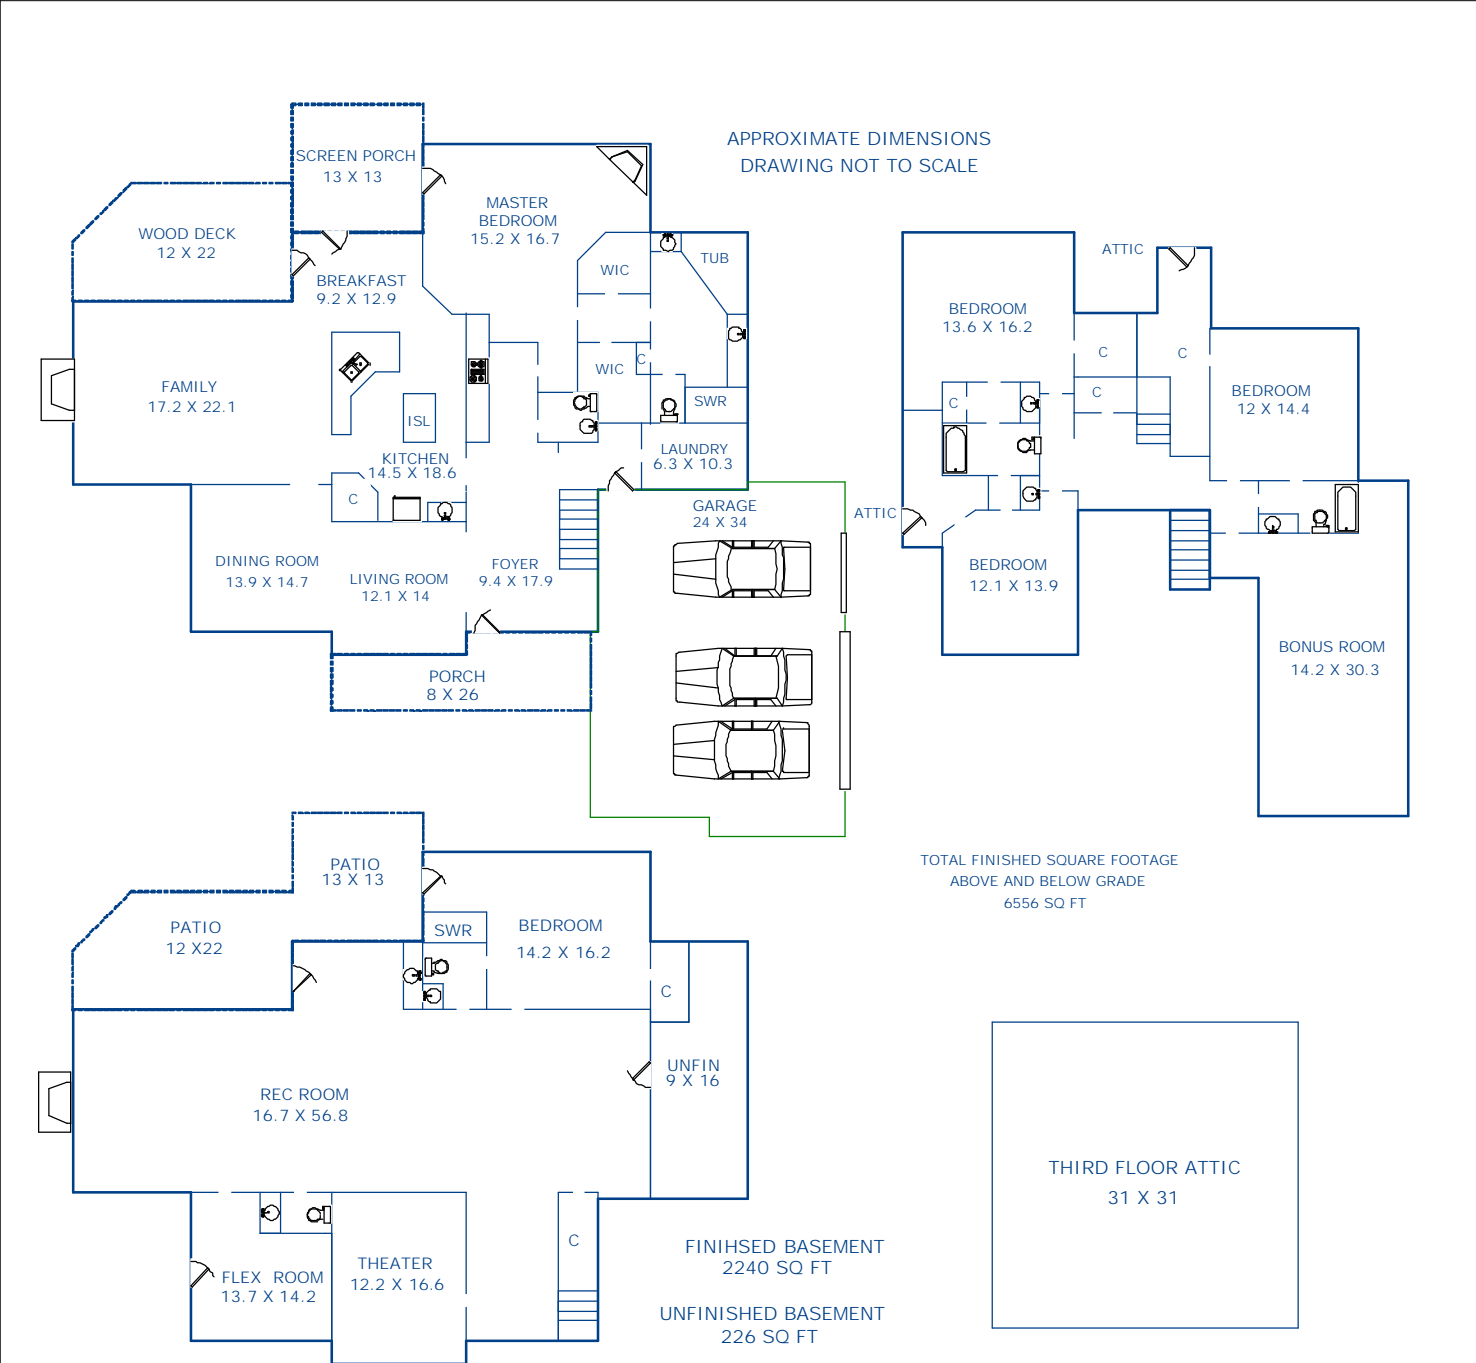 APPROXIMATE DIMENSIONS
DRAWING NOT TO SCALE
SCREEN PORCH
13 X 13
WOOD DECK
12 X 22
MASTER
BEDROOM
15.2 X 16.7
BREAKFAST
9.2 X 12.9
WIC
TUB
FAMILY
17.2 X 22.1
WIC
C
SWR
ISL
KITCHEN
14.5 X 18.6
C
LAUNDRY
6.3 X 10.3
GARAGE
24 X 34
DINING ROOM
13.9 X 14.7
LIVING ROOM
12.1 X 14
FOYER
9.4 X 17.9
PORCH
8 X 26
ATTIC
BEDROOM
13.6 X 16.2
C
C
C
C
BEDROOM
12 X 14.4
ATTIC
BEDROOM
12.1 X 13.9
BONUS ROOM
14.2 X 30.3
TOTAL FINISHED SQUARE FOOTAGE
ABOVE AND BELOW GRADE
6556 SQ FT
PATIO
13 X 13
PATIO
12 X22
SWR
BEDROOM
14.2 X 16.2
C
UNFIN
9 X 16
REC ROOM
16.7 X 56.8
C
THEATER
12.2 X 16.6
FLEX ROOM
13.7 X 14.2
FINIHSED BASEMENT
2240 SQ FT
UNFINISHED BASEMENT
226 SQ FT
THIRD FLOOR ATTIC
31 X 31